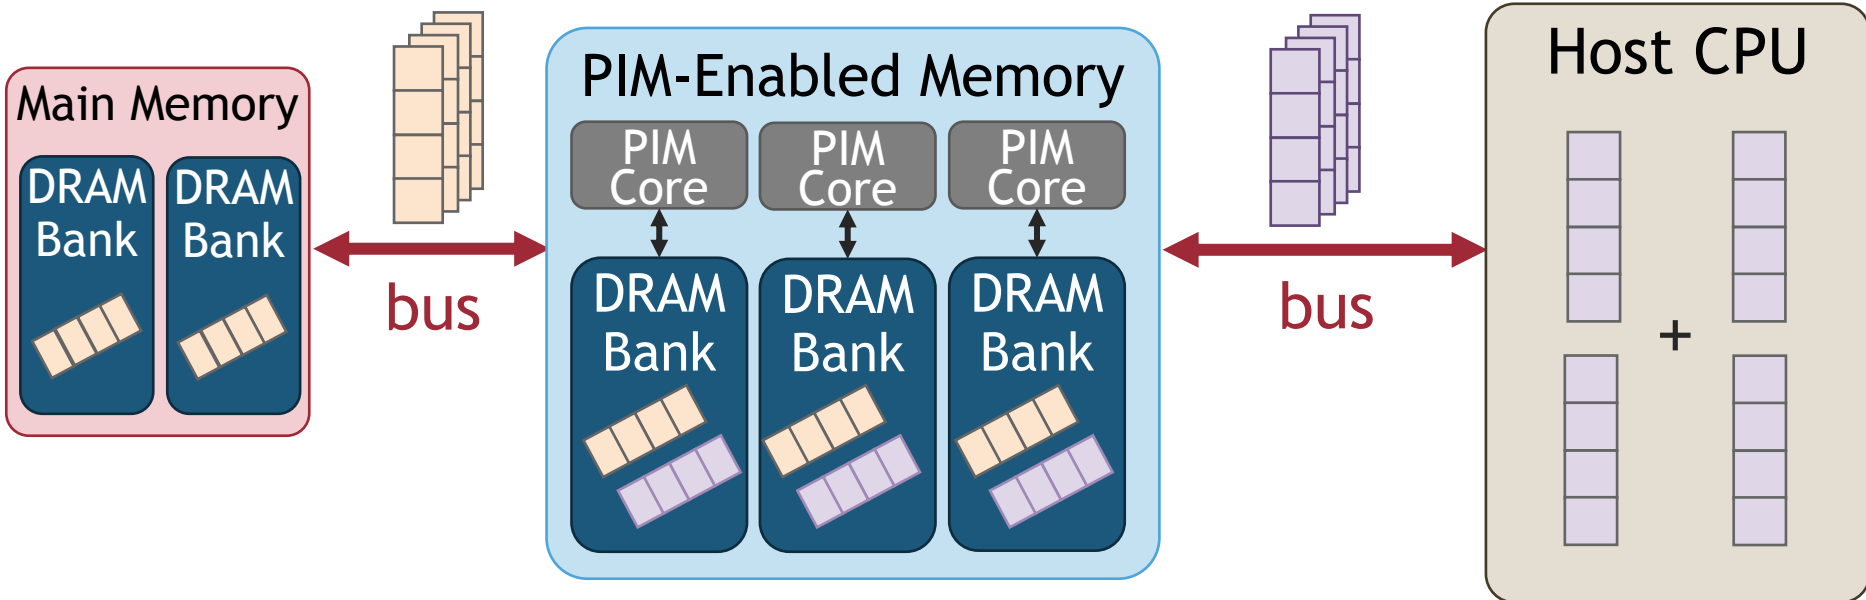 Main Memory
DRAM
Bank
DRAM
Bank
bus
PIM-Enabled Memory
PIM
Core
PIM
Core
PIM
Core
DRAM
Bank
DRAM
Bank
DRAM
Bank
bus
Host CPU
+